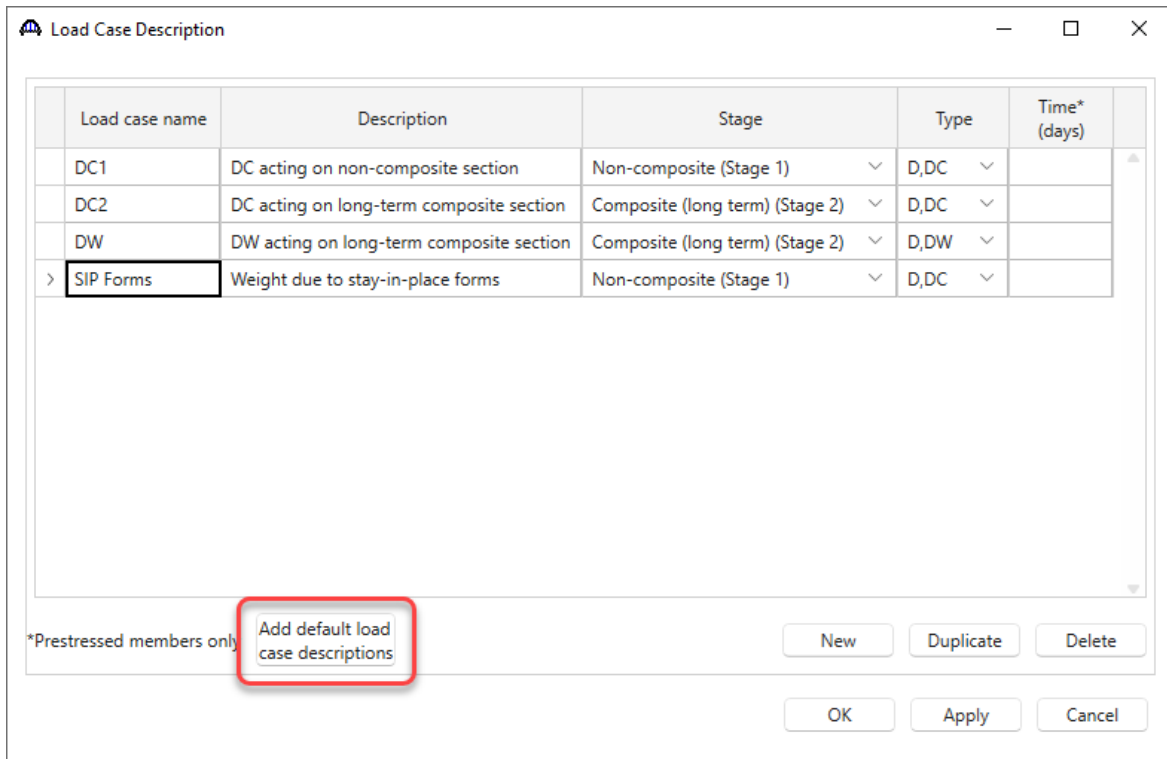 Load Case Description
Load case name Description Stage Type Time*
(days)
DC1 DC acting on non-composite section Non-composite (Stage 1) D,DC
DC2 DC acting on long-term composite section Composite (long term) (Stage 2) D,DC
DW DW acting on long-term composite section Composite (long term) (Stage 2) D,DW
SIP Forms Weight due to stay-in-place forms Non-composite (Stage 1) D,DC
*Prestressed members only
Add default load
case descriptions
New Duplicate Delete
OK Apply Cancel